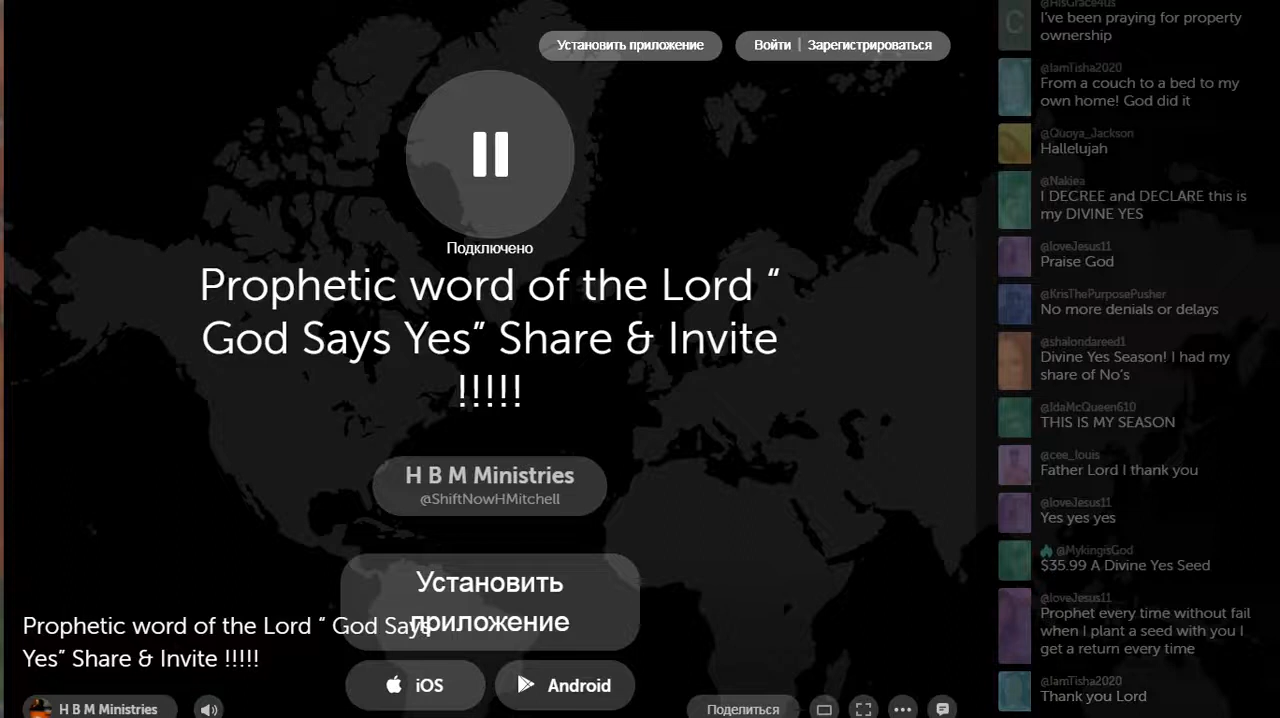 Установить приложение
Войти | Зарегистрироваться
Подключено
Prophetic word of the Lord “
God Says Yes” Share & Invite
!!!!!
H B M Ministries
@ShiftNowHMitchell
Установить
приложение
iOS
Android
Prophetic word of the Lord “ God Says
Yes” Share & Invite !!!!!
H B M Ministries
Поделиться
C
@HisGrace4us
I’ve been praying for property
ownership
@IamTisha2020
From a couch to a bed to my
own home! God did it
@Quoya_Jackson
Hallelujah
@Nakiea
I DECREE and DECLARE this is
my DIVINE YES
@loveJesus11
Praise God
@KrisThePurposePusher
No more denials or delays
@shalondareed1
Divine Yes Season! I had my
share of No’s
@IdaMcQueen610
THIS IS MY SEASON
@cee_louis
Father Lord I thank you
@loveJesus11
Yes yes yes
@MykingisGod
$35.99 A Divine Yes Seed
@loveJesus11
Prophet every time without fail
when I plant a seed with you I
get a return every time
@IamTisha2020
Thank you Lord